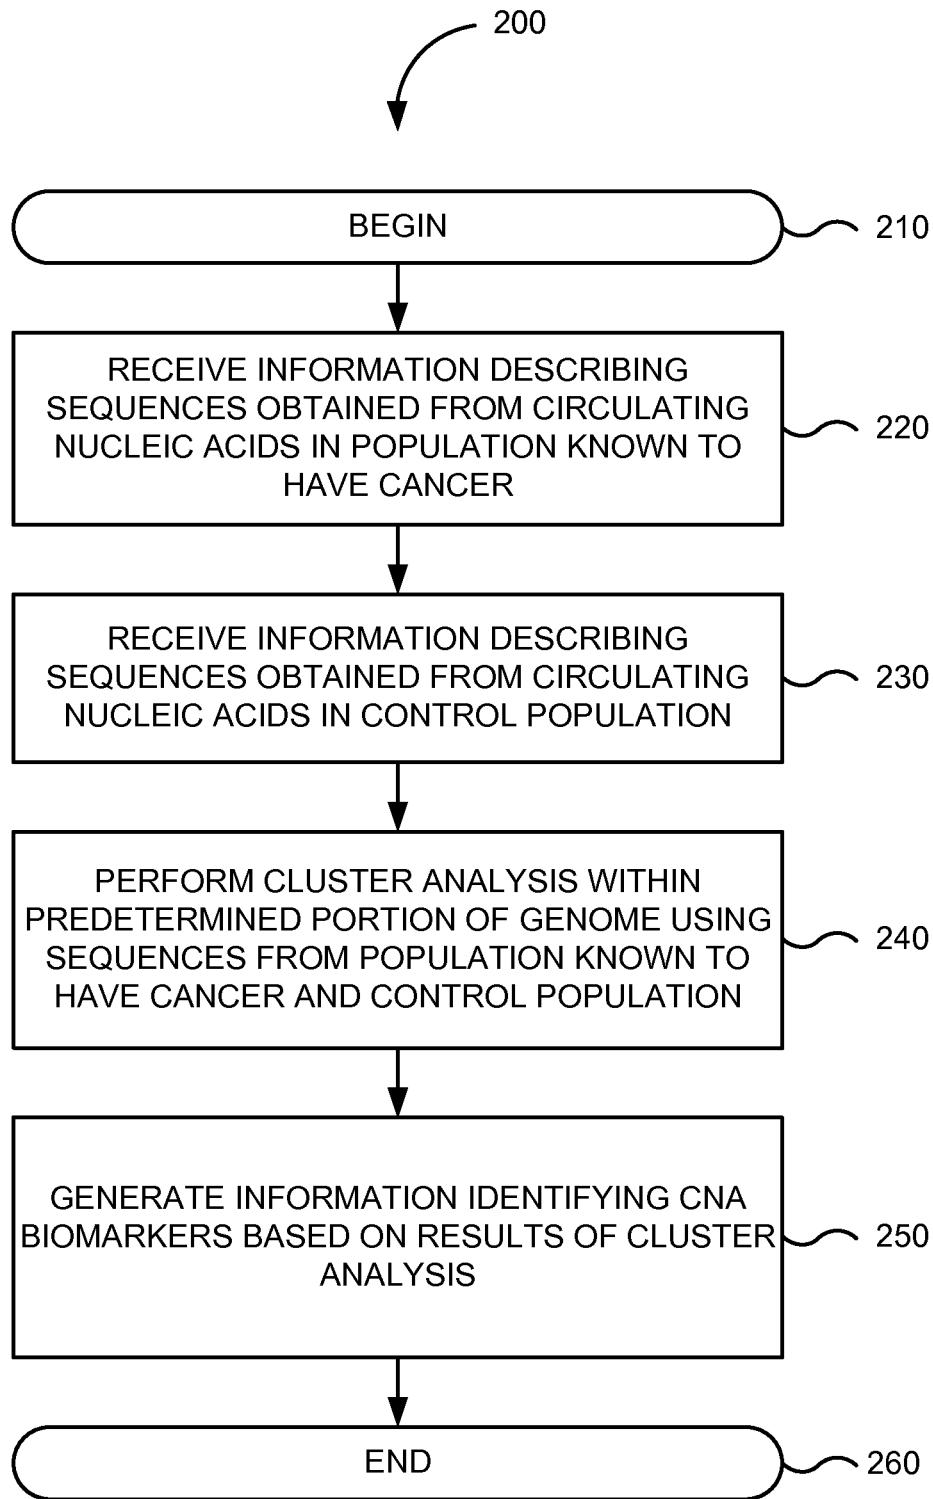 200
BEGIN
210
RECEIVE INFORMATION DESCRIBING
SEQUENCES OBTAINED FROM CIRCULATING
NUCLEIC ACIDS IN POPULATION KNOWN TO
HAVE CANCER
220
RECEIVE INFORMATION DESCRIBING
SEQUENCES OBTAINED FROM CIRCULATING
NUCLEIC ACIDS IN CONTROL POPULATION
230
PERFORM CLUSTER ANALYSIS WITHIN
PREDETERMINED PORTION OF GENOME USING
SEQUENCES FROM POPULATION KNOWN TO
HAVE CANCER AND CONTROL POPULATION
240
GENERATE INFORMATION IDENTIFYING CNA
BIOMARKERS BASED ON RESULTS OF CLUSTER
ANALYSIS
250
END
260